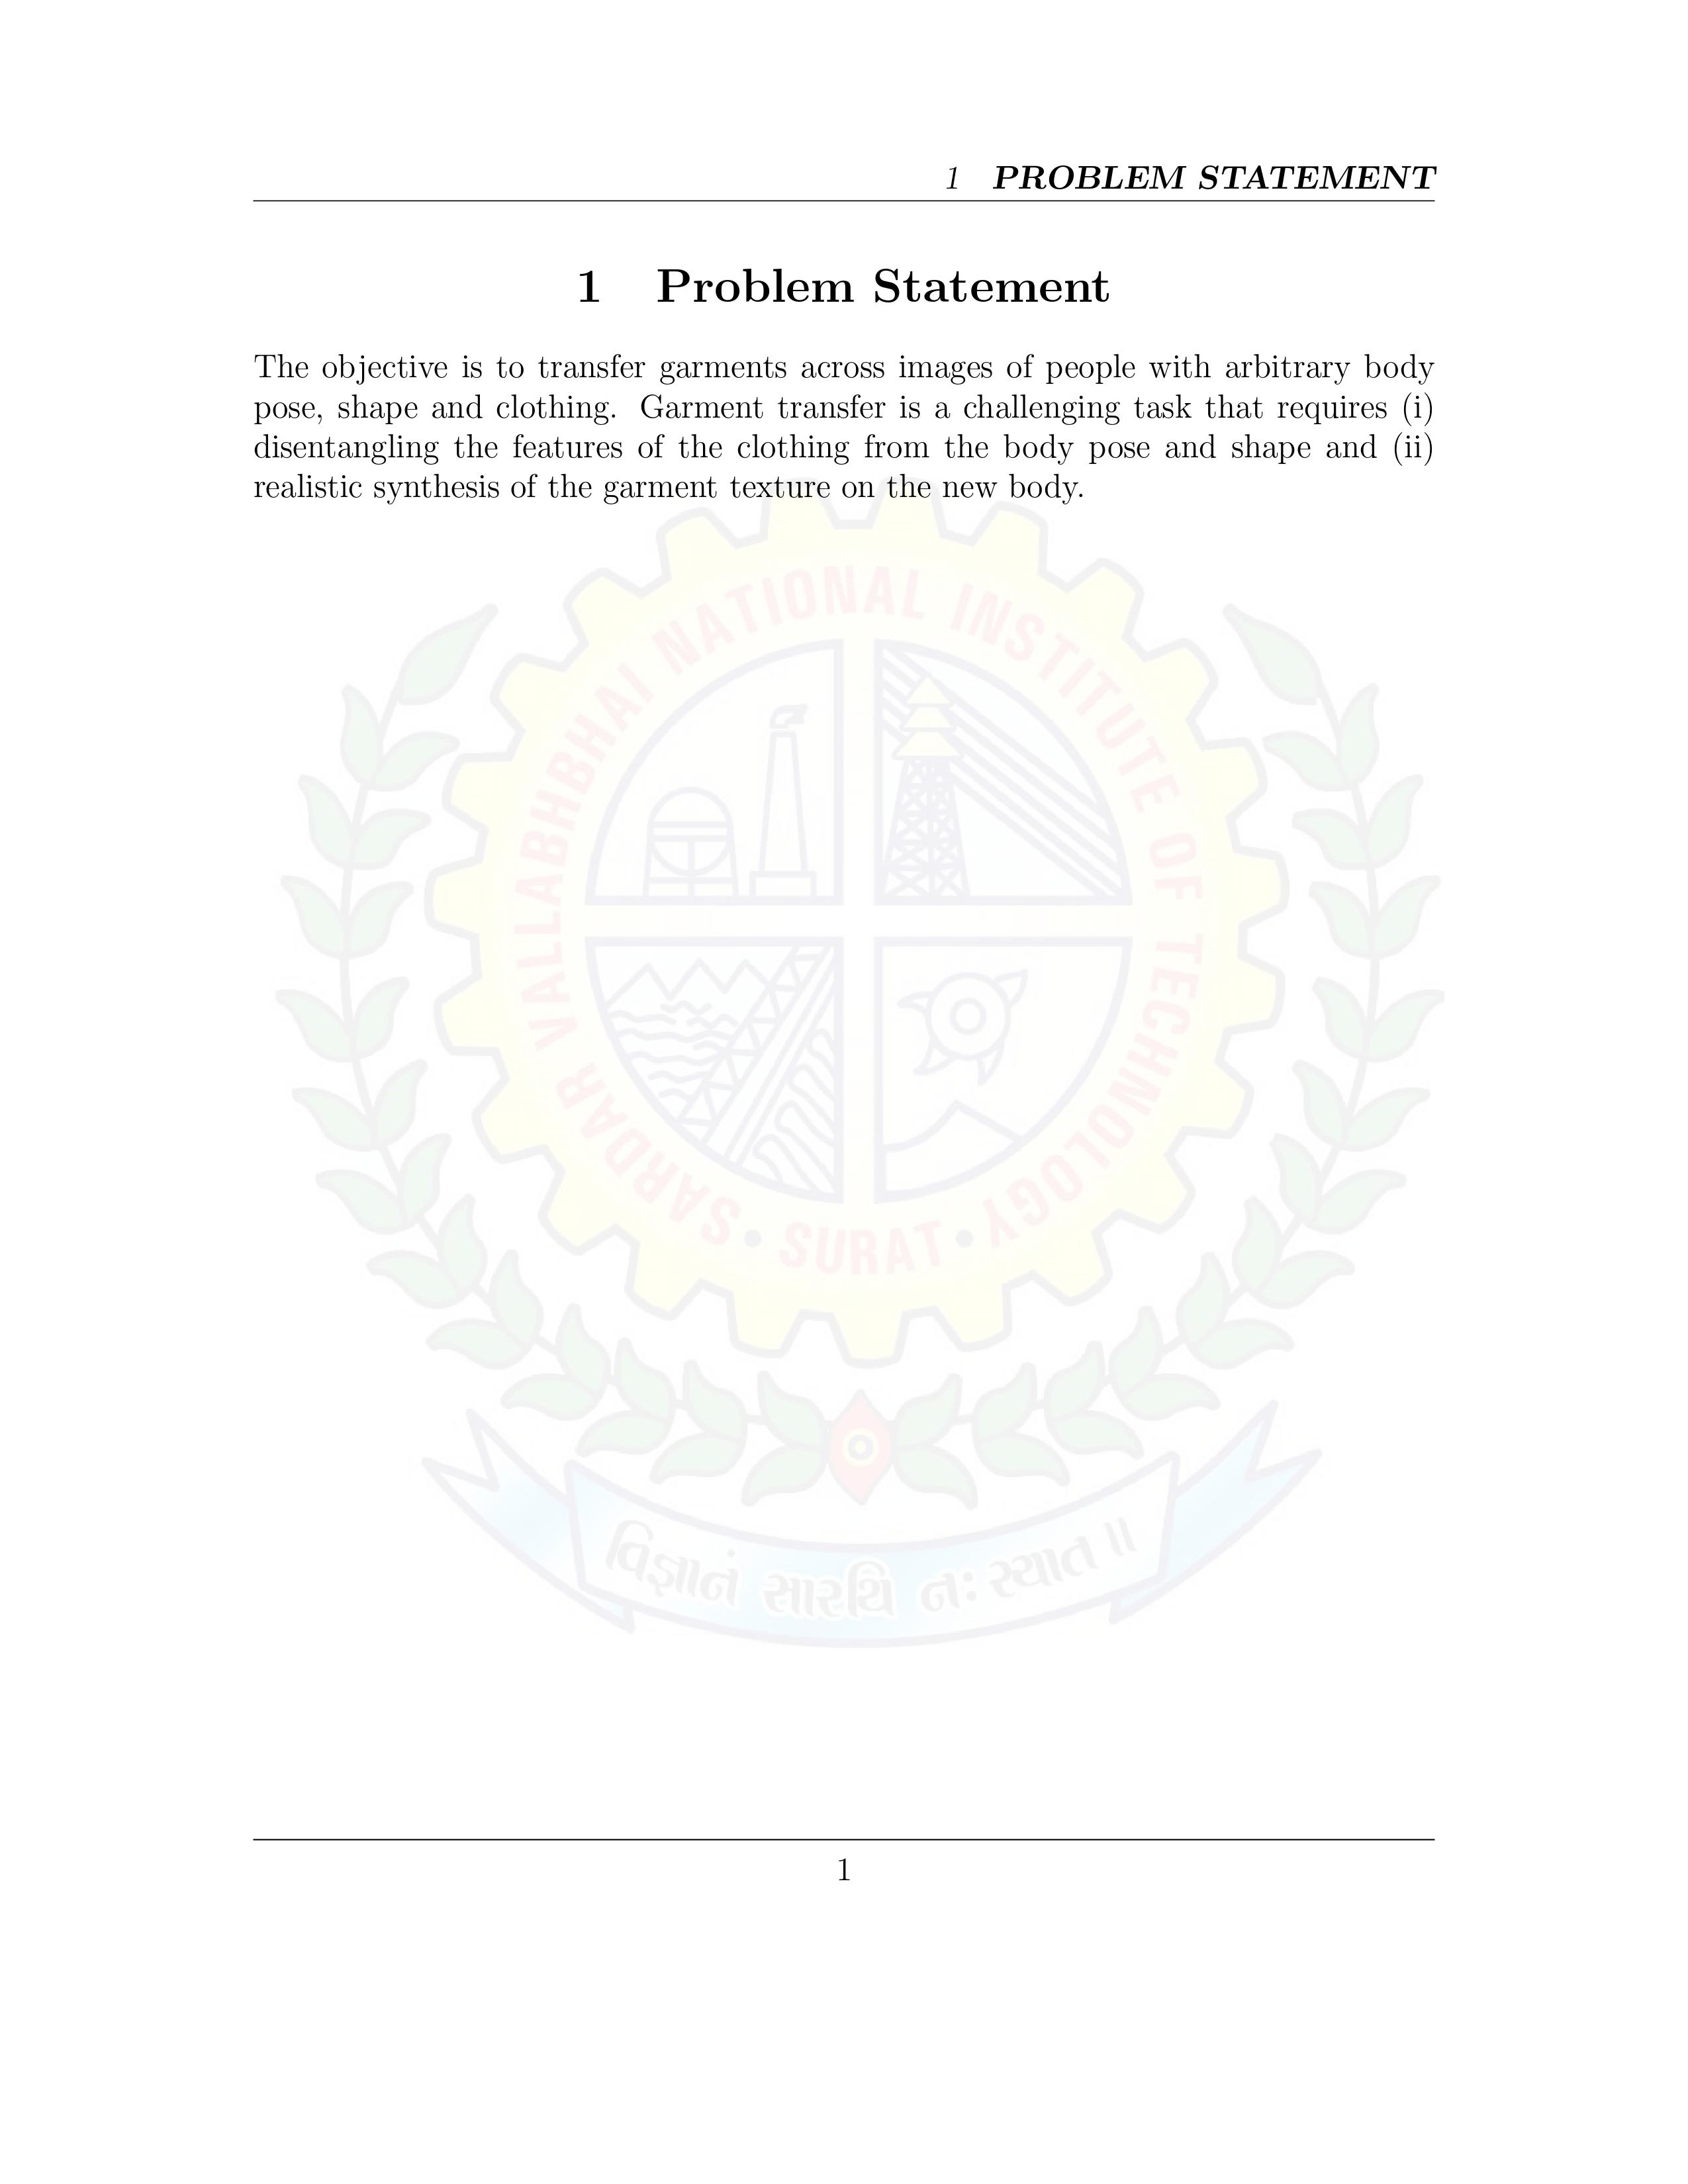 1 PROBLEM STATEMENT
1 Problem Statement
The objective is to transfer garments across images of people with arbitrary body
pose, shape and clothing. Garment transfer is a challenging task that requires (i)
disentangling the features of the clothing from the body pose and shape and (ii)
realistic synthesis of the garment texture on the new body.
SARDAR VALLABHBHAI NATIONAL INSTITUTE OF TECHNOLOGY
• SURAT •
વિજ્ઞાનં સારથિ નઃ સ્યાત ॥
1